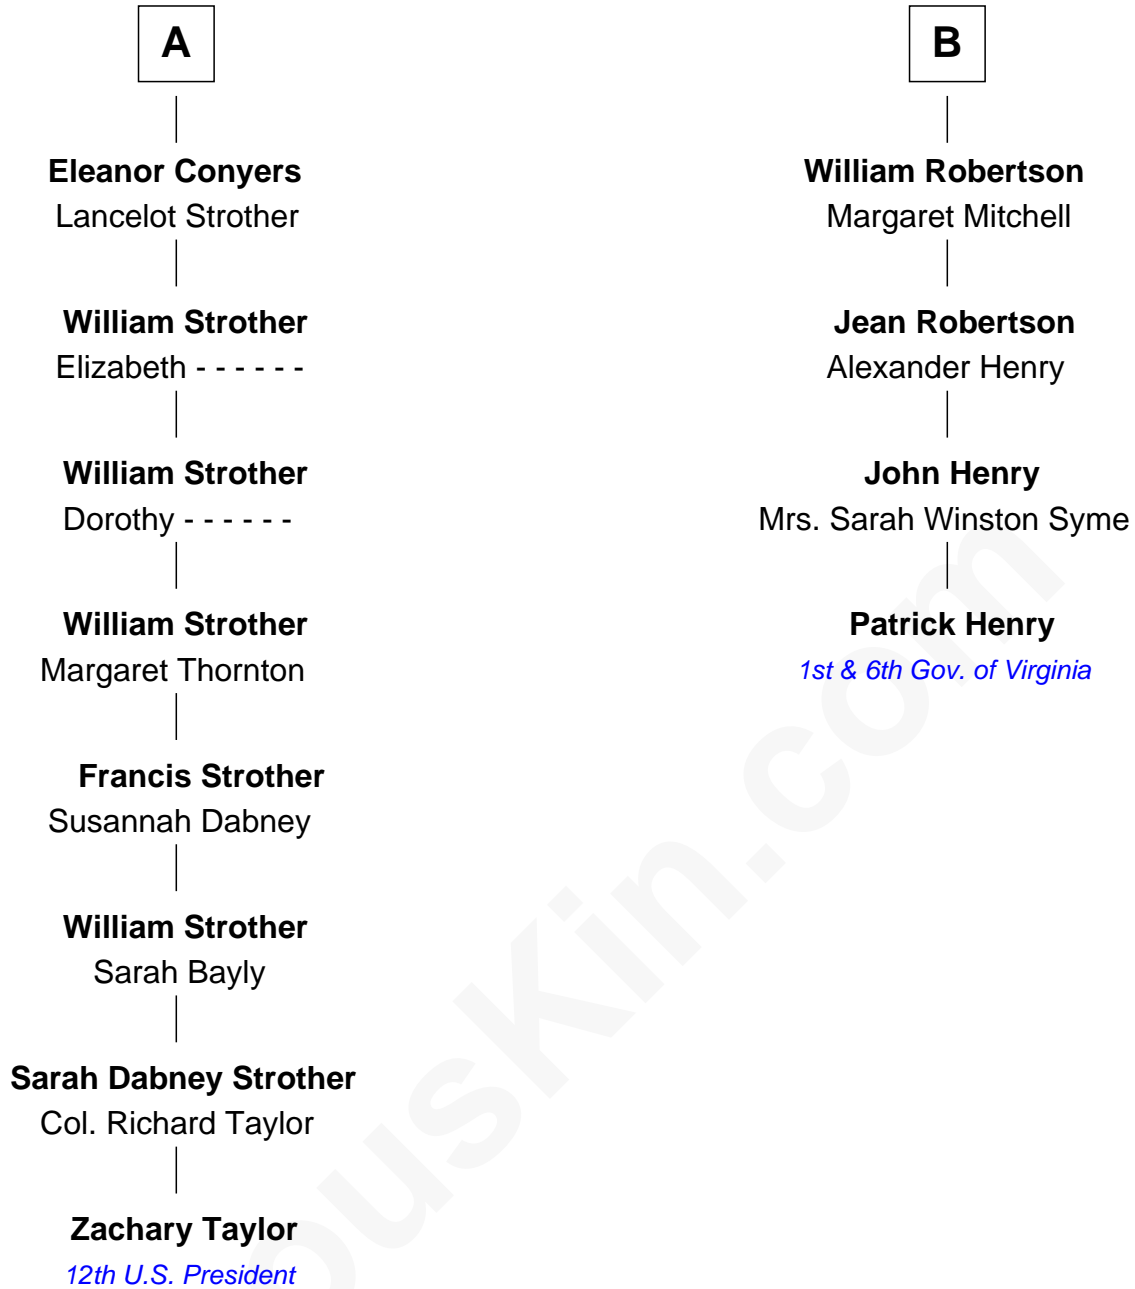 A
Eleanor Conyers
Lancelot Strother
William Strother
Elizabeth - - - - - -
William Strother
Dorothy - - - - - -
William Strother
Margaret Thornton
Francis Strother
Susannah Dabney
William Strother
Sarah Bayly
Sarah Dabney Strother
Col. Richard Taylor
Zachary Taylor
12th U.S. President
B
William Robertson
Margaret Mitchell
Jean Robertson
Alexander Henry
John Henry
Mrs. Sarah Winston Syme
Patrick Henry
1st & 6th Gov. of Virginia
ousKin.com